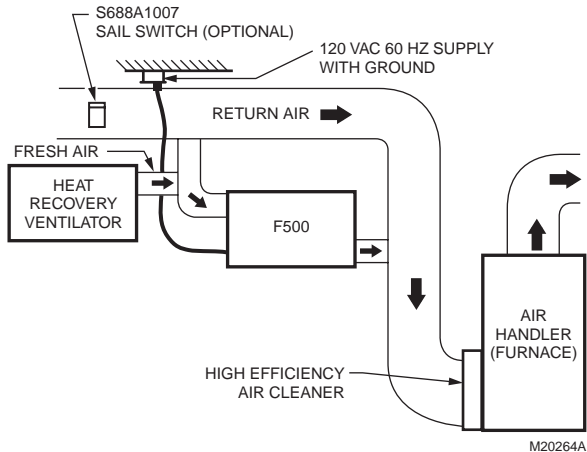 S688A1007
SAIL SWITCH (OPTIONAL)
120 VAC 60 HZ SUPPLY
WITH GROUND
RETURN AIR
FRESH AIR
HEAT
RECOVERY
VENTILATOR
F500
AIR
HANDLER
(FURNACE)
HIGH EFFICIENCY
AIR CLEANER
M20264A